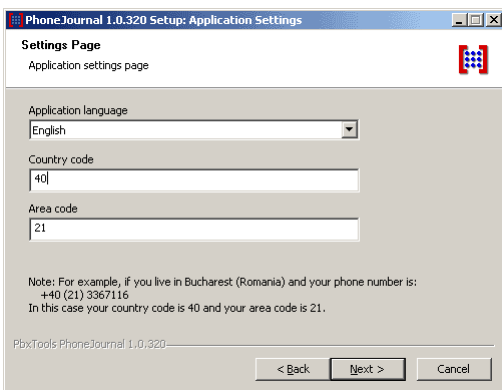 PhoneJournal 1.0.320 Setup: Application Settings
Settings Page
Application settings page
Application language
English
Country code
40
Area code
21
Note: For example, if you live in Bucharest (Romania) and your phone number is:
+40 (21) 3367116
In this case your country code is 40 and your area code is 21.
PbxTools PhoneJournal 1.0.320
< Back Next > Cancel